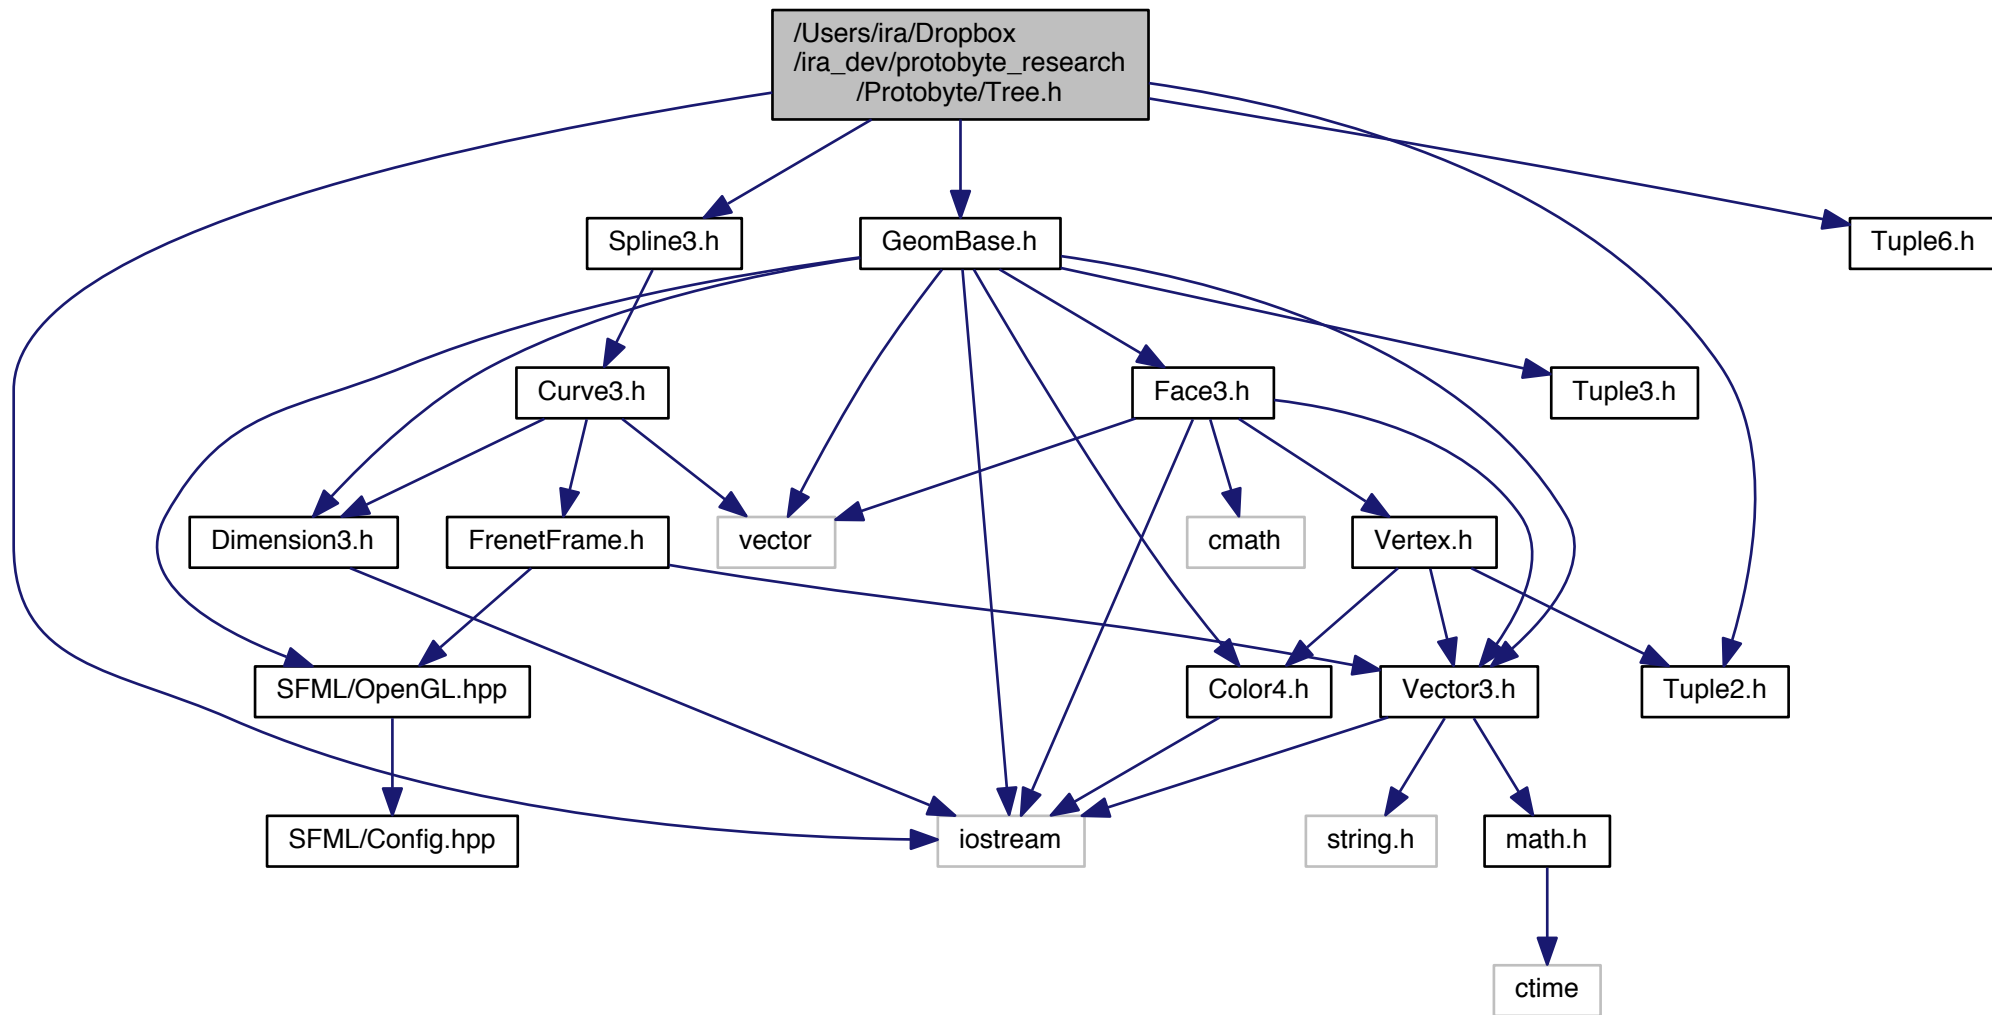 /Users/ira/Dropbox
/ira_dev/protobyte_research
/Protobyte/Tree.h
Spline3.h
GeomBase.h
Tuple6.h
Curve3.h
Face3.h
Tuple3.h
Dimension3.h
FrenetFrame.h
vector
cmath
Vertex.h
SFML/OpenGL.hpp
Color4.h
Vector3.h
Tuple2.h
SFML/Config.hpp
iostream
string.h
math.h
ctime